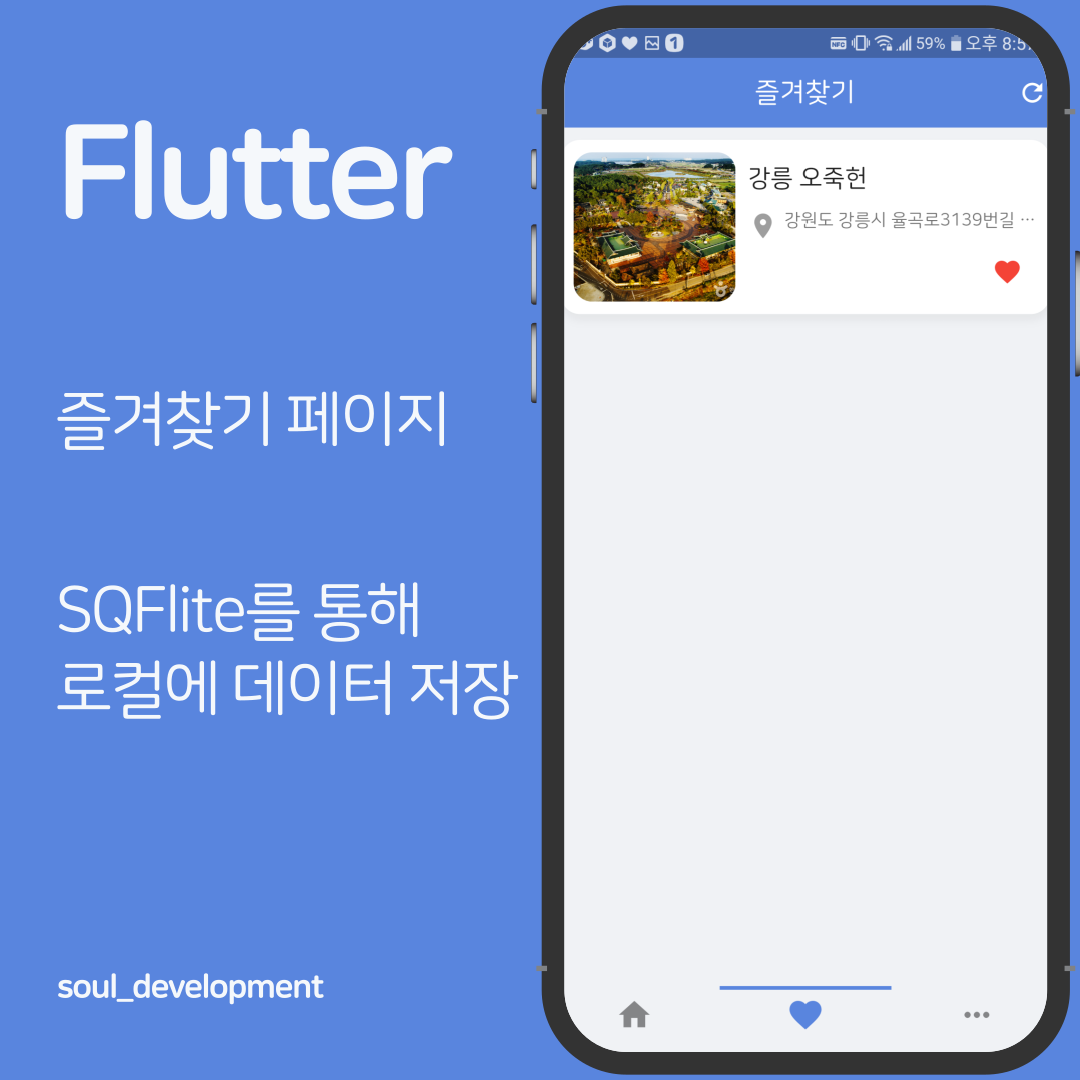 Flutter
즐겨찾기 페이지
SQFlite를 통해
로컬에 데이터 저장
soul_development
1
NFC
59%
오후 8:5
즐겨찾기
강릉 오죽헌
강원도 강릉시 율곡로3139번길 …